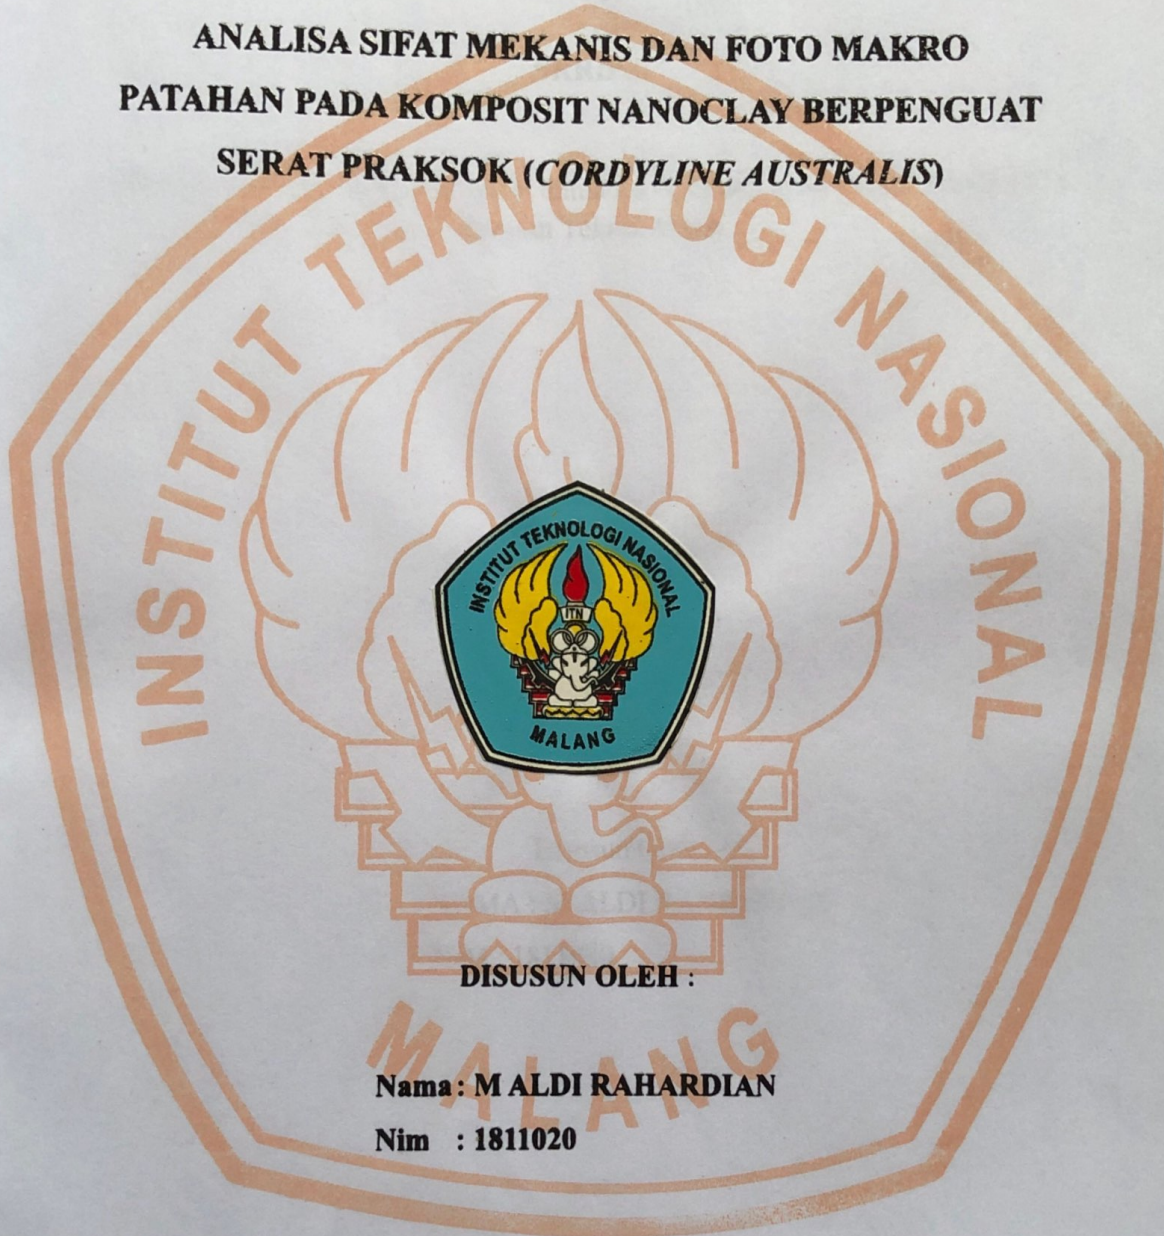 ANALISA SIFAT MEKANIS DAN FOTO MAKRO
PATAHAN PADA KOMPOSIT NANOCLAY BERPENGUAT
SERAT PRAKSOK (CORDYLINE AUSTRALIS)
INSTITUT TEKNOLOGI NASIONAL
INSTITUT TEKNOLOGI NASIONAL
ITN
MALANG
DISUSUN OLEH :
MALANG
Nama : M ALDI RAHARDIAN
Nim : 1811020